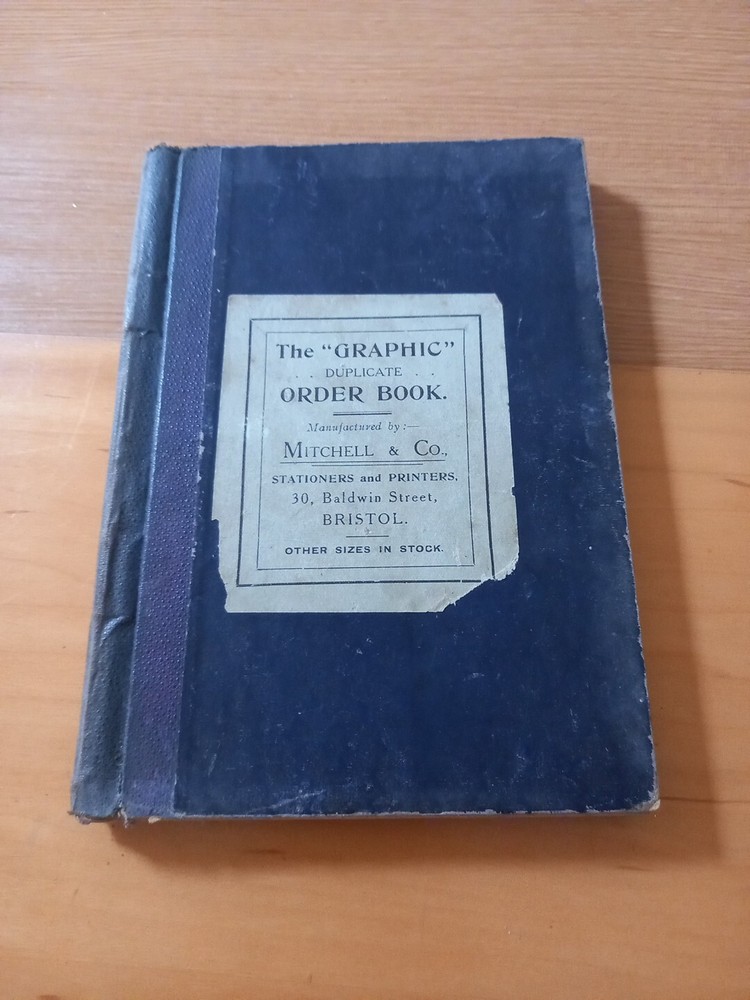 The "GRAPHIC"
. . DUPLICATE . .
ORDER BOOK.
Manufactured by :—
MITCHELL & Co.,
STATIONERS and PRINTERS,
30, Baldwin Street,
BRISTOL.
OTHER SIZES IN STOCK.